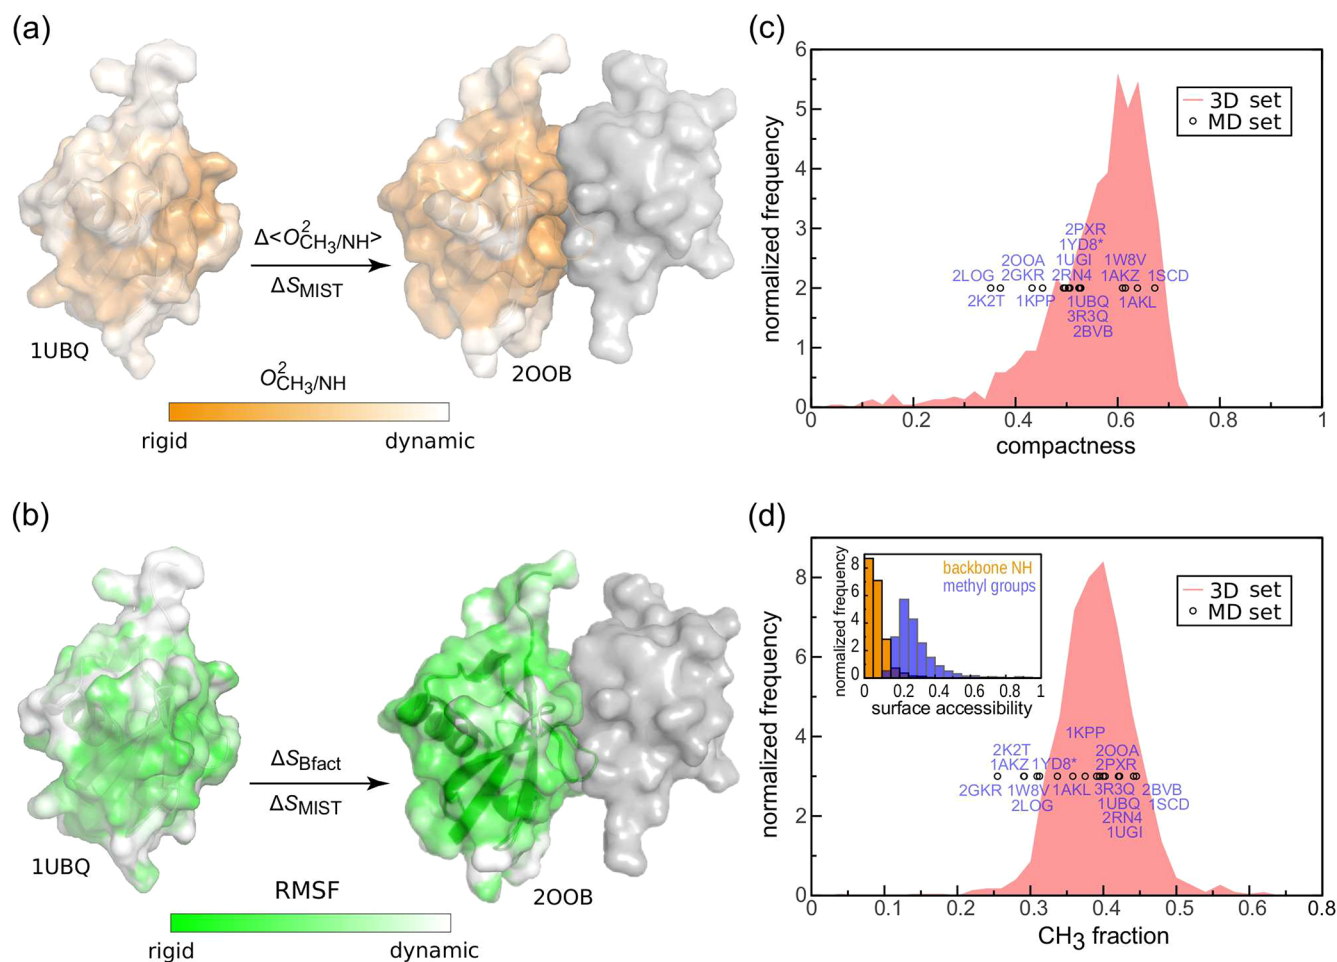 (a)
1UBQ
Δ<O²CH₃/NH>
ΔSMIST
2OOB
O²CH₃/NH
rigid
dynamic
(b)
1UBQ
ΔSBfact
ΔSMIST
2OOB
RMSF
rigid
dynamic
(c)
normalized frequency
6
5
4
3
2
1
0
3D set
MD set
2PXR
1YD8*
2OOA 1UGI 1W8V
2LOG 2GKR 2RN4 1AKZ 1SCD
2K2T 1KPP 1UBQ 1AKL
3R3Q
2BVB
0 0.2 0.4 0.6 0.8 1
compactness
(d)
normalized frequency
8
6
4
2
0
normalized frequency
8
6
4
2
0
backbone NH
methyl groups
0 0.2 0.4 0.6 0.8 1
surface accessibility
3D set
MD set
1KPP
2K2T 2OOA
1AKZ 1YD8* 2PXR
2GKR 1W8V 1AKL 3R3Q 2BVB
2LOG 1UBQ 1SCD
2RN4
1UGI
0 0.1 0.2 0.3 0.4 0.5 0.6 0.8
CH₃ fraction